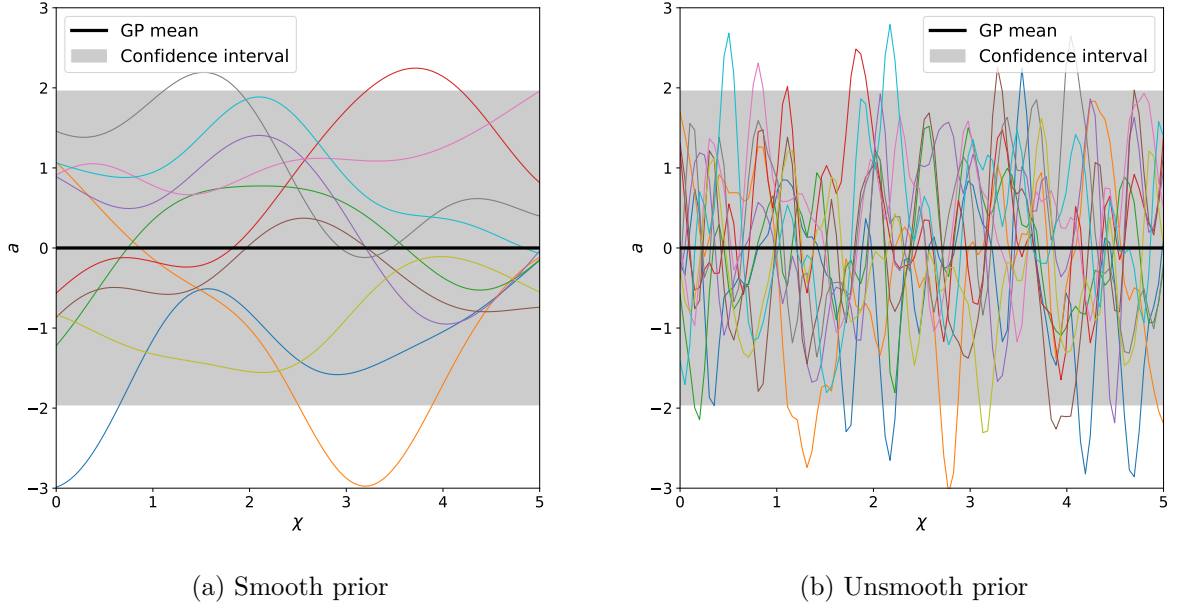 3
2
1
0
−1
−2
−3
a
0
1
2
3
4
5
χ
GP mean
Confidence interval
(a) Smooth prior
3
2
1
0
−1
−2
−3
a
0
1
2
3
4
5
χ
GP mean
Confidence interval
(b) Unsmooth prior